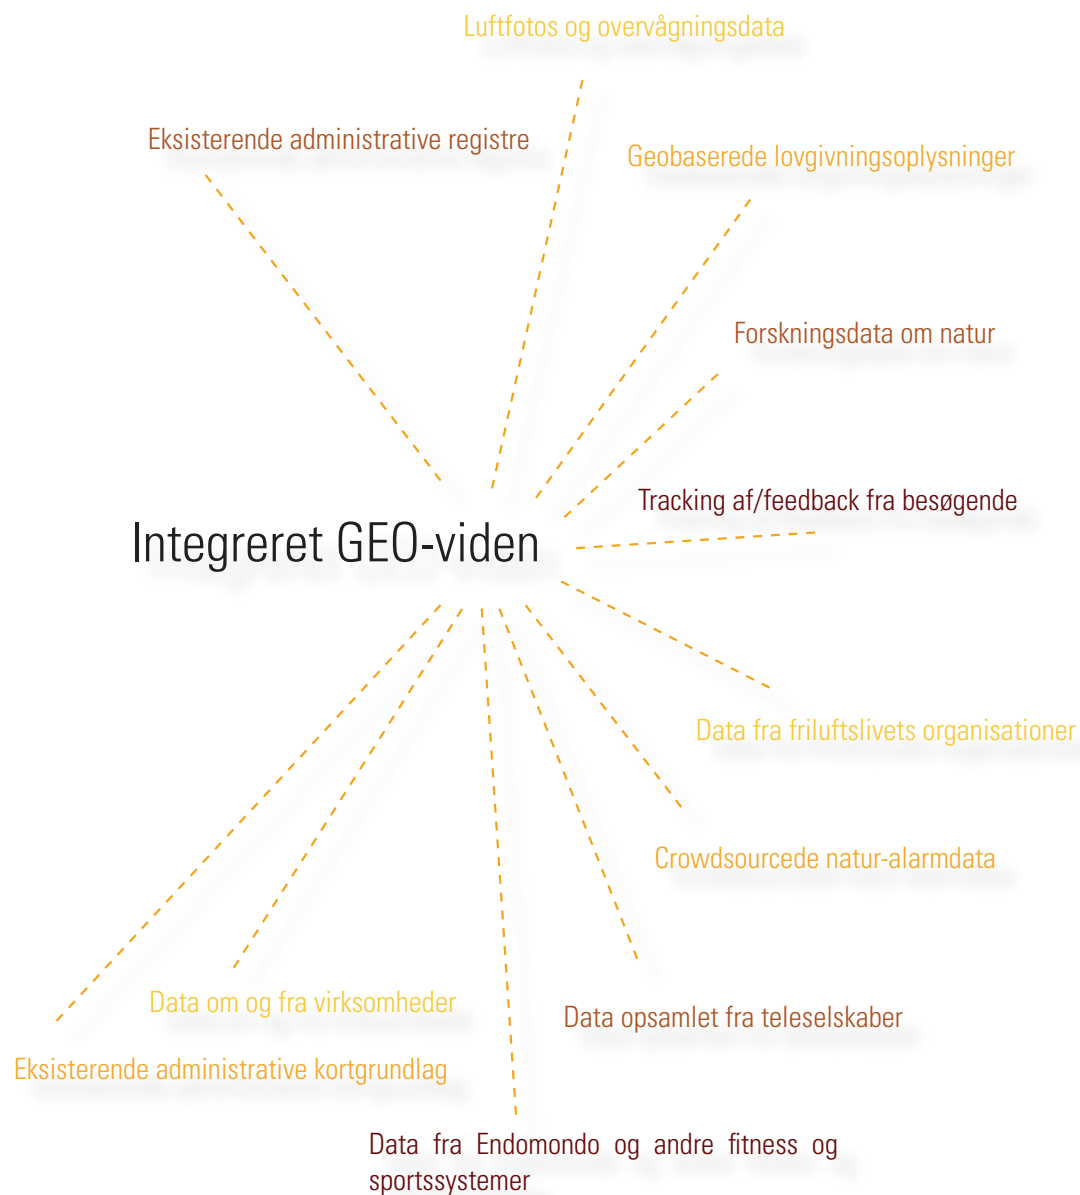 Luftfotos og overvågningsdata
Eksisterende administrative registre
Geobaserede lovgivningsoplysninger
Forskningsdata om natur
Tracking af/feedback fra besøgende
Integreret GEO-viden
Data fra friluftslivets organisationer
Crowdsourcede natur-alarmdata
Data om og fra virksomheder
Data opsamlet fra teleselskaber
Eksisterende administrative kortgrundlag
Data fra Endomondo og andre fitness og
sportssystemer